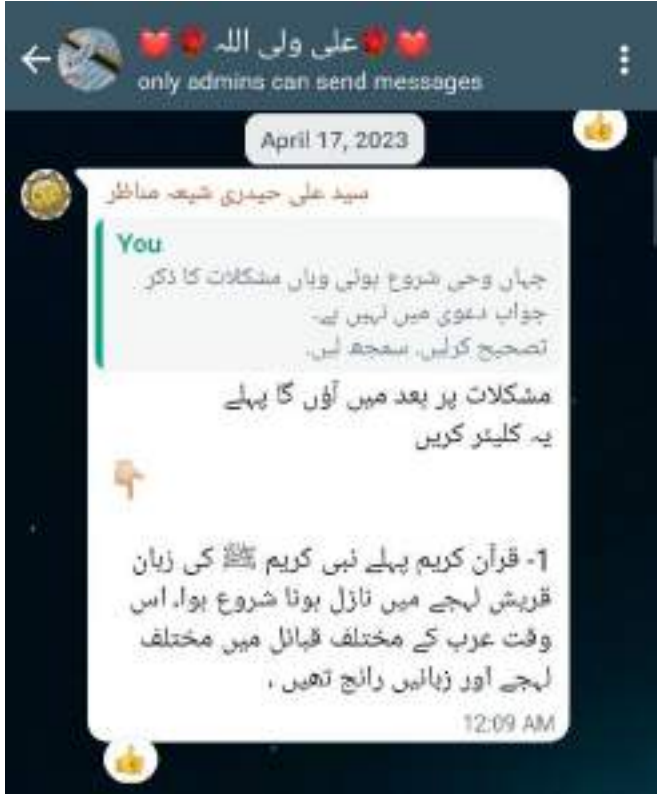 ❤️🌹علی ولی اللہ🌹❤️
only admins can send messages
April 17, 2023
سید علی حیدری شیعہ مناظر
You
جہاں وحی شروع ہوئی وہاں مشکلات کا ذکر
جواب دعوی میں نہیں ہے۔
تصحیح کرلیں، سمجھ لیں۔
مشکلات پر بعد میں آؤں گا پہلے
یہ کلیئر کریں
👇🏻
1- قرآن کریم پہلے نبی کریم ﷺ کی زبان
قریش لہجے میں نازل ہونا شروع ہوا۔ اس
وقت عرب کے مختلف قبائل میں مختلف
لہجے اور زبانیں رائج تھیں ،
12:09 AM